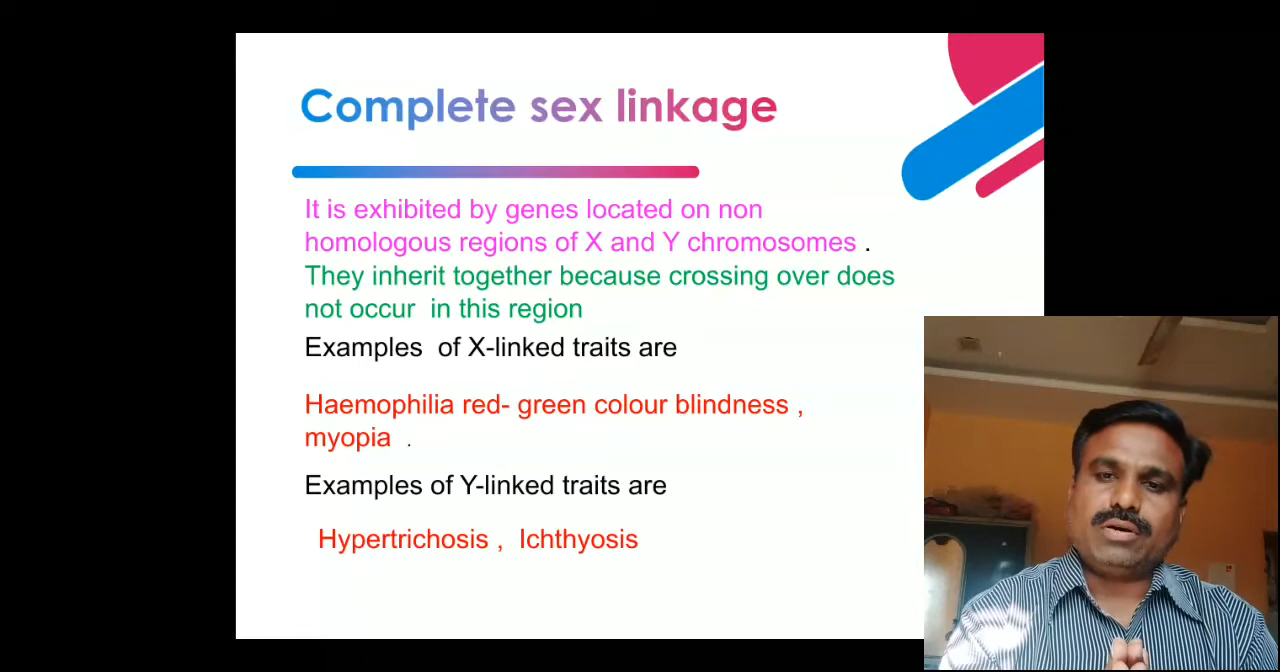 Complete sex linkage
It is exhibited by genes located on non
homologous regions of X and Y chromosomes .
They inherit together because crossing over does
not occur in this region
Examples of X-linked traits are
Haemophilia red- green colour blindness ,
myopia .
Examples of Y-linked traits are
Hypertrichosis , Ichthyosis